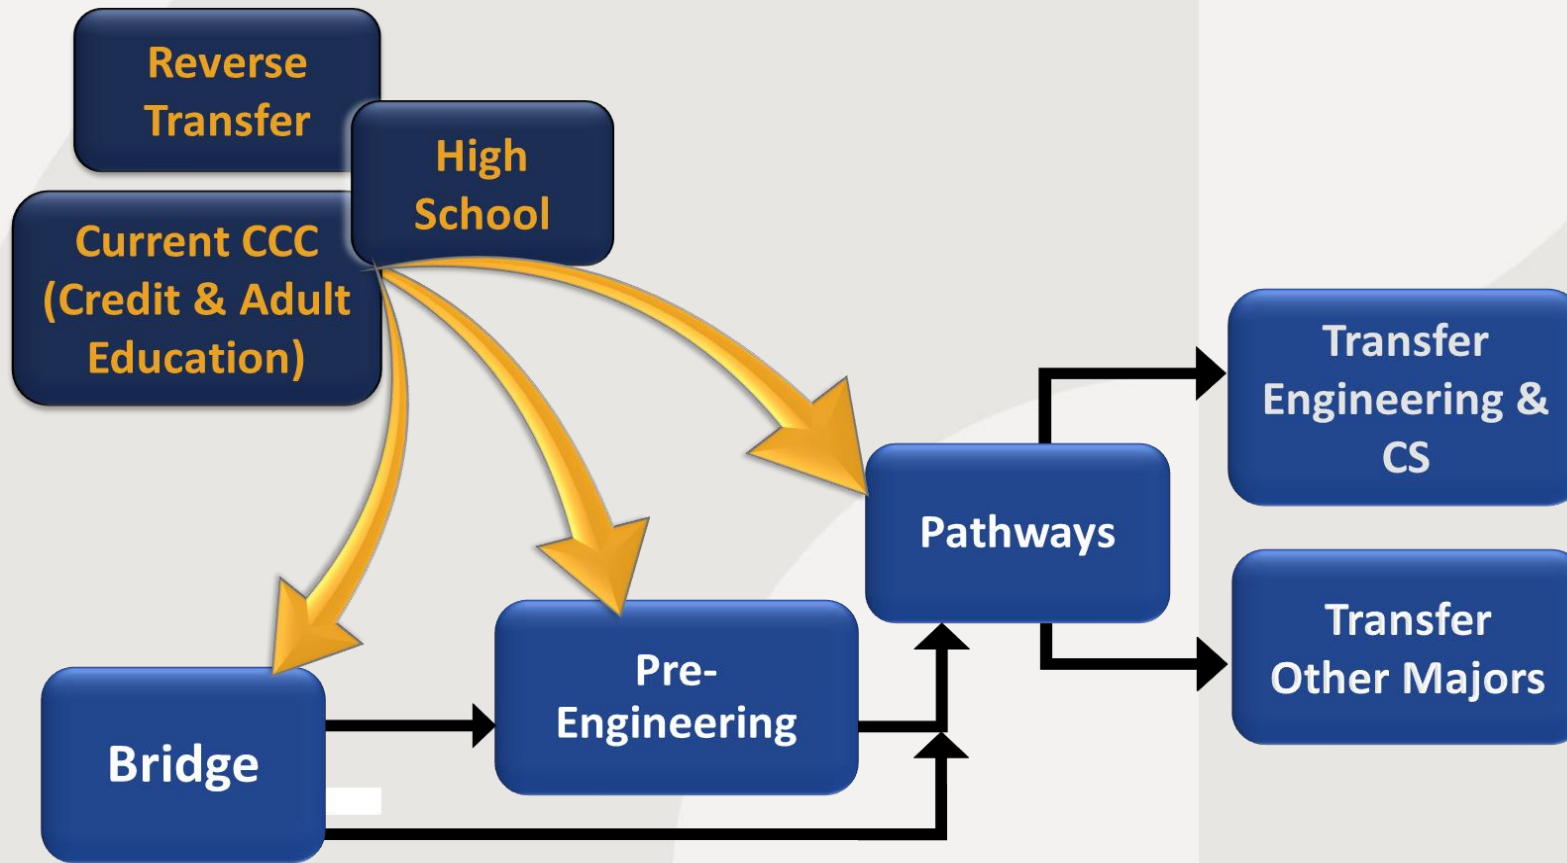 Reverse
Transfer
High
School
Current CCC
(Credit & Adult
Education)
Transfer
Engineering &
CS
Pathways
Transfer
Other Majors
Pre-
Engineering
Bridge